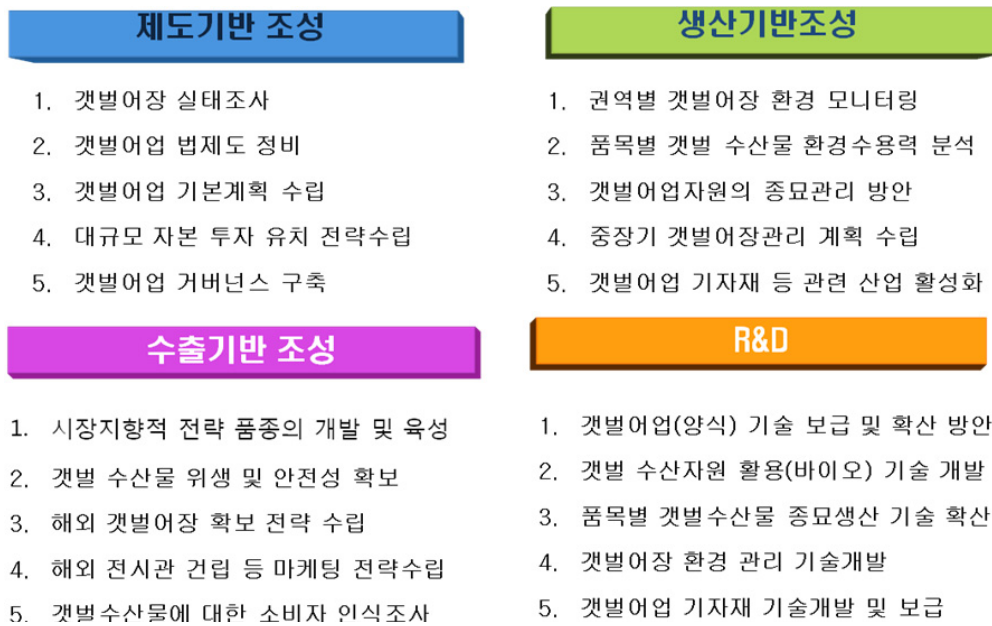 제도기반 조성
1. 갯벌어장 실태조사
2. 갯벌어업 법제도 정비
3. 갯벌어업 기본계획 수립
4. 대규모 자본 투자 유치 전략수립
5. 갯벌어업 거버넌스 구축
생산기반조성
1. 권역별 갯벌어장 환경 모니터링
2. 품목별 갯벌 수산물 환경수용력 분석
3. 갯벌어업자원의 종묘관리 방안
4. 중장기 갯벌어장관리 계획 수립
5. 갯벌어업 기자재 등 관련 산업 활성화
수출기반 조성
1. 시장지향적 전략 품종의 개발 및 육성
2. 갯벌 수산물 위생 및 안전성 확보
3. 해외 갯벌어장 확보 전략 수립
4. 해외 전시관 건립 등 마케팅 전략수립
5. 갯벌수산물에 대한 소비자 인식조사
R&D
1. 갯벌어업(양식) 기술 보급 및 확산 방안
2. 갯벌 수산자원 활용(바이오) 기술 개발
3. 품목별 갯벌수산물 종묘생산 기술 확산
4. 갯벌어장 환경 관리 기술개발
5. 갯벌어업 기자재 기술개발 및 보급